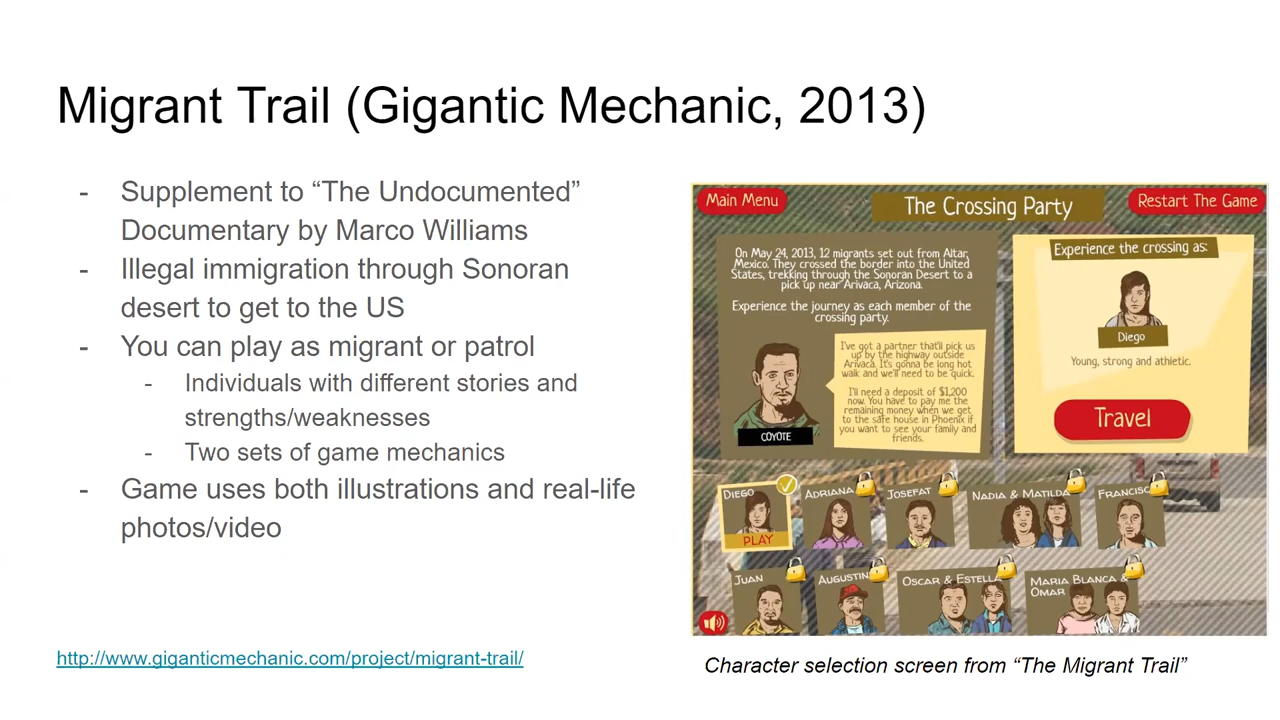 Migrant Trail (Gigantic Mechanic, 2013)
- Supplement to “The Undocumented”
Documentary by Marco Williams
- Illegal immigration through Sonoran
desert to get to the US
- You can play as migrant or patrol
- Individuals with different stories and
strengths/weaknesses
- Two sets of game mechanics
- Game uses both illustrations and real-life
photos/video
http://www.giganticmechanic.com/project/migrant-trail/
Main Menu
The Crossing Party
Restart The Game
On May 24, 2013, 12 migrants set out from Altar,
Mexico. They crossed the border into the United
States, trekking through the Sonoran Desert to a
pick up near Arivaca, Arizona.
Experience the journey as each member of the
crossing party.
I've got a partner that'll pick us
up by the highway outside
Arivaca. It's gonna be long hot
walk and we'll need to be quick.
I'll need a deposit of $1,200
now. You have to pay me the
remaining money when we get
to the safe house in Phoenix if
you want to see your family and
friends.
COYOTE
Experience the crossing as:
Diego
Young, strong and athletic.
Travel
DIEGO
PLAY
ADRIANA
JOSEFAT
NADIA & MATILDA
FRANCISC
JUAN
AUGUSTIN
OSCAR & ESTELLA
MARIA BLANCA &
OMAR
Character selection screen from “The Migrant Trail”